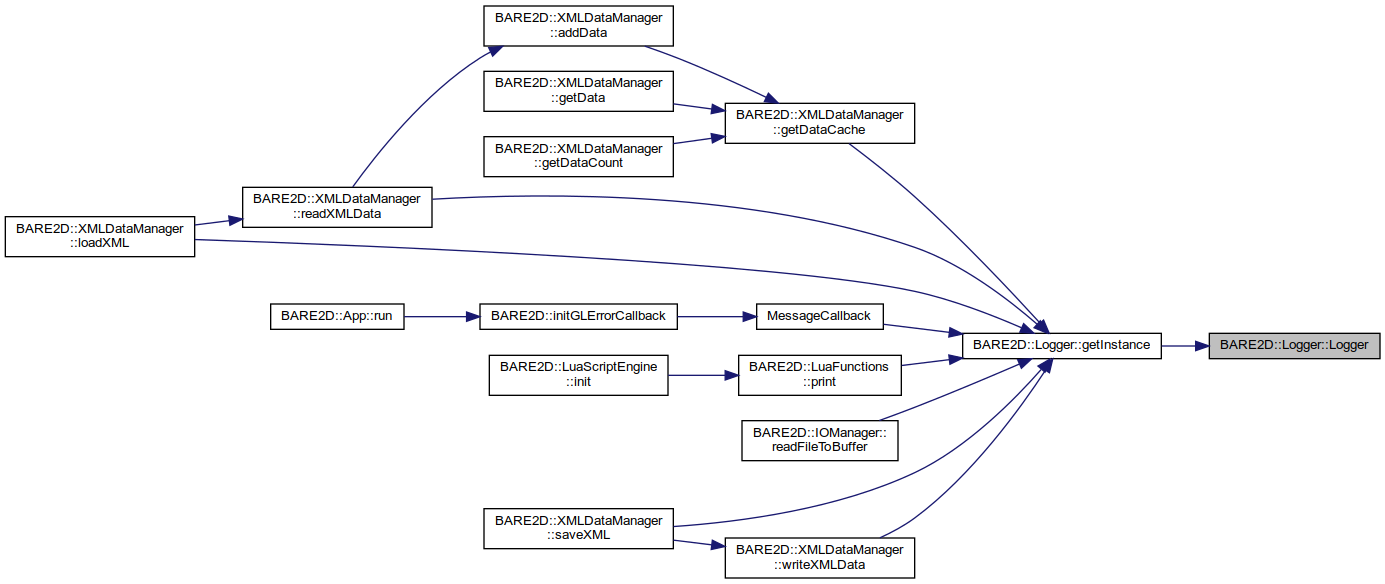 BARE2D::XMLDataManager
::addData
BARE2D::XMLDataManager
::getData
BARE2D::XMLDataManager
::getDataCache
BARE2D::XMLDataManager
::getDataCount
BARE2D::XMLDataManager
::readXMLData
BARE2D::XMLDataManager
::loadXML
BARE2D::App::run
BARE2D::initGLErrorCallback
MessageCallback
BARE2D::Logger::getInstance
BARE2D::Logger::Logger
BARE2D::LuaScriptEngine
::init
BARE2D::LuaFunctions
::print
BARE2D::IOManager::
readFileToBuffer
BARE2D::XMLDataManager
::saveXML
BARE2D::XMLDataManager
::writeXMLData